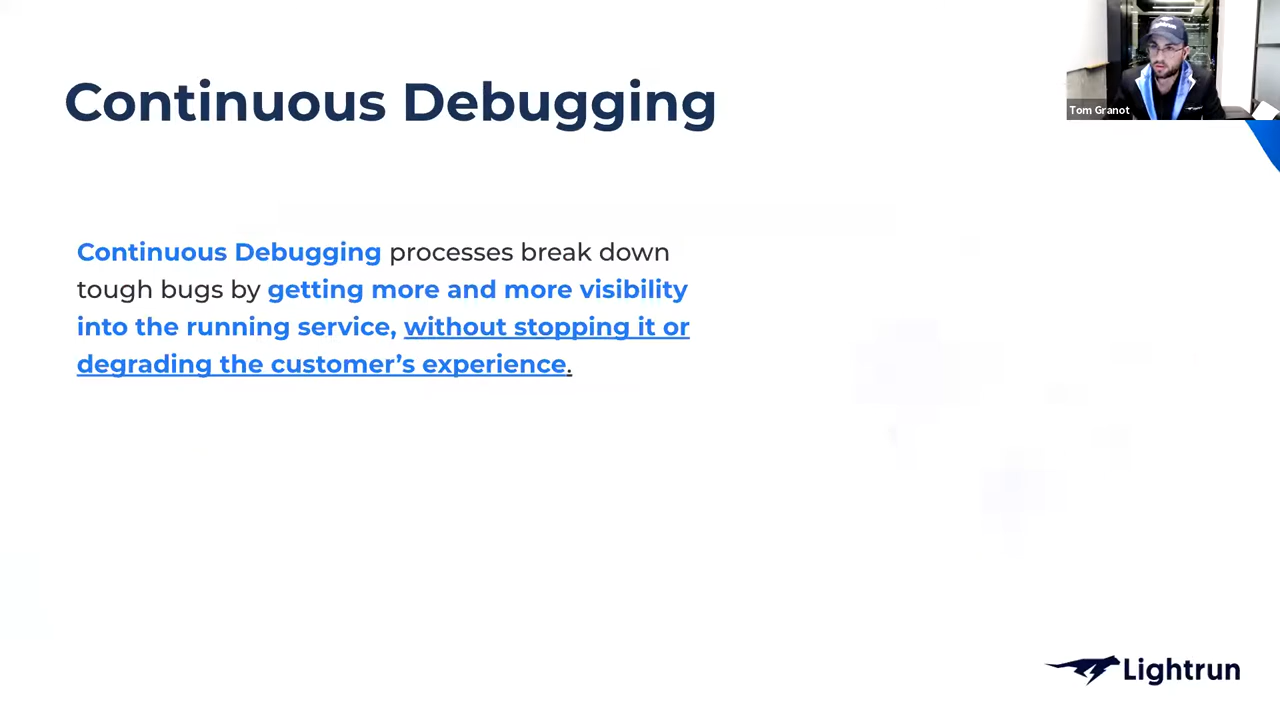 Continuous Debugging
Continuous Debugging processes break down
tough bugs by getting more and more visibility
into the running service, without stopping it or
degrading the customer’s experience.
Lightrun
Tom Granot
Lightrun